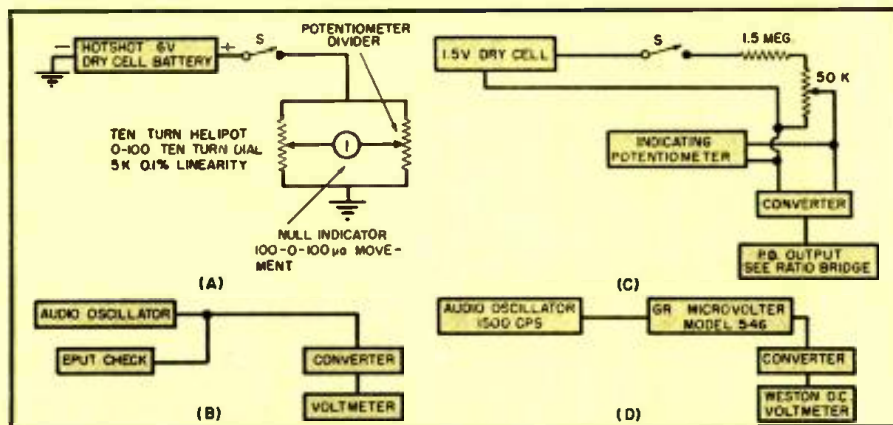 POTENTIOMETER
DIVIDER
– HOTSHOT 6V +
DRY CELL BATTERY
S
TEN TURN HELIPOT
0-100 TEN TURN DIAL
5K 0.1% LINEARITY
I
NULL INDICATOR
100-0-100 μa MOVE-
MENT
(A)
1.5V DRY CELL
S
1.5 MEG.
50 K
INDICATING
POTENTIOMETER
CONVERTER
P.D. OUTPUT
SEE RATIO BRIDGE
(C)
AUDIO OSCILLATOR
EPUT CHECK
CONVERTER
VOLTMETER
(B)
AUDIO OSCILLATOR
1500 CPS
GR MICROVOLTER
MODEL 546
CONVERTER
WESTON D.C.
VOLTMETER
(D)